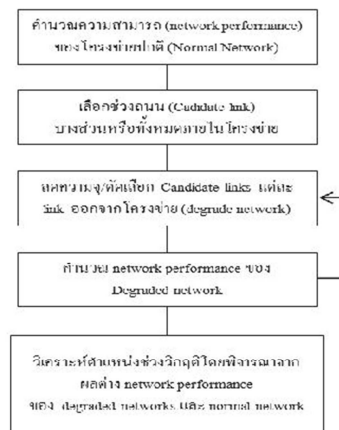 คำนวณความสามารถ (network performance)
ของโครงข่ายปกติ (Normal Network)
เลือกช่วงถนน (Cadidate link)
บางส่วนหรือทั้งหมดภายในโครงข่าย
ลดความจุ/ตัดเลือก Candidate links แต่ละ
link ออกจากโครงข่าย (degrade network)
คำนวณ network performance ของ
Degraded network
วิเคราะห์ตำแหน่งช่วงวิกฤติโดยพิจารณาจาก
ผลต่าง network performance
ของ degraded networks และ normal network